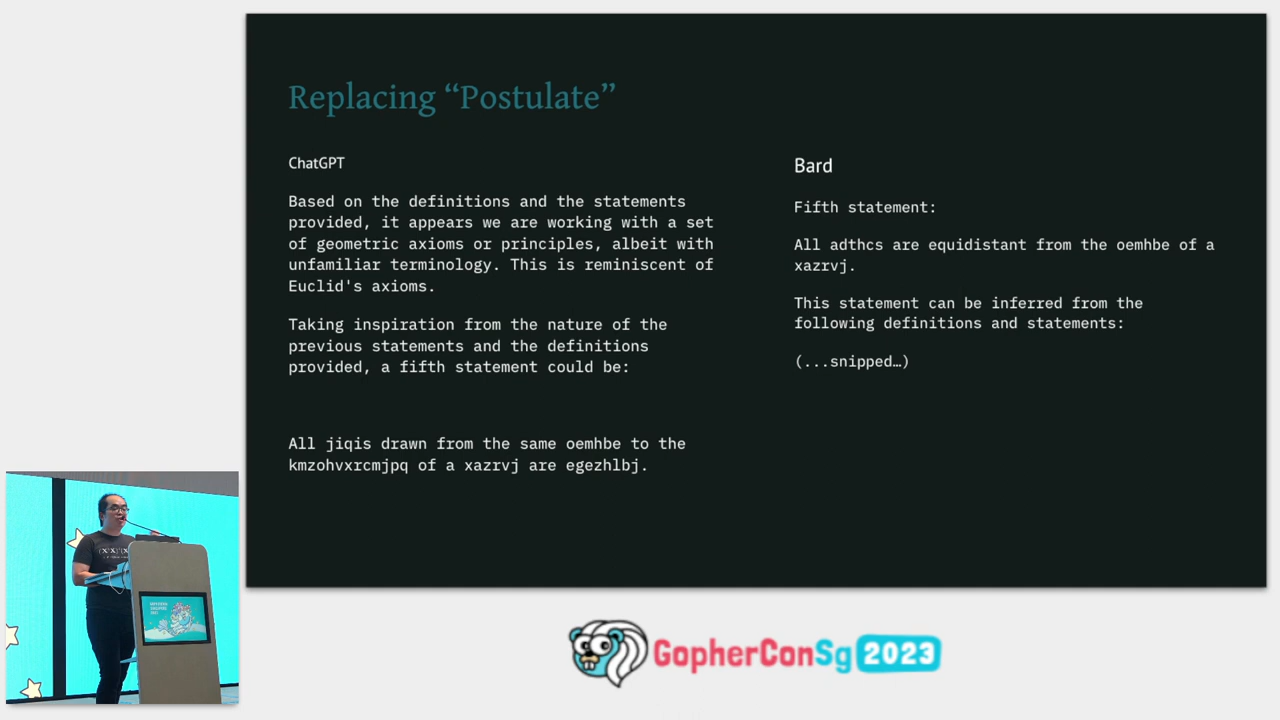 Replacing “Postulate”
ChatGPT
Based on the definitions and the statements
provided, it appears we are working with a set
of geometric axioms or principles, albeit with
unfamiliar terminology. This is reminiscent of
Euclid's axioms.
Taking inspiration from the nature of the
previous statements and the definitions
provided, a fifth statement could be:
All jiqis drawn from the same oemhbe to the
kmzohvxrcmjpq of a xazrvj are egezhlbj.
Bard
Fifth statement:
All adthcs are equidistant from the oemhbe of a
xazrvj.
This statement can be inferred from the
following definitions and statements:
(...snipped…)
GopherConSg 2023